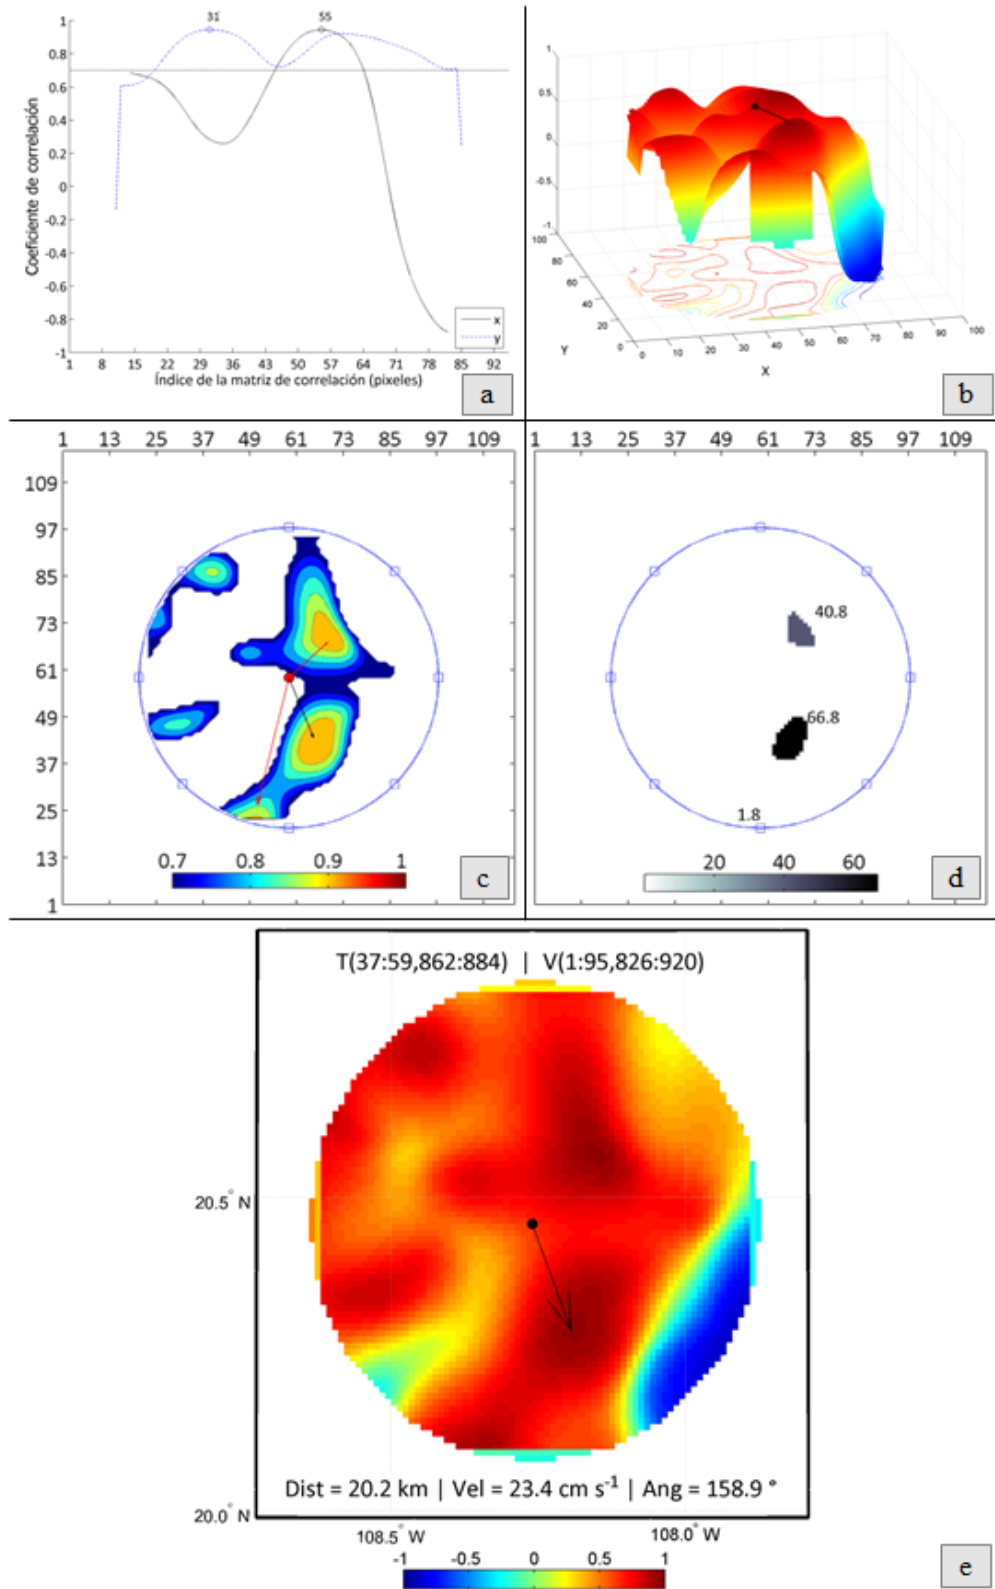 31 55
1
0.8
0.6
0.4
0.2
0
-0.2
-0.4
-0.6
-0.8
-1
Coeficiente de correlación
1 8 15 22 29 36 43 50 57 64 71 78 85 92
Índice de la matriz de correlación (pixeles)
x
y
a
1
0.5
0
-0.5
-1
100
80
60
40
20
0
Y
0 10 20 30 40 50 60 70 80 90 100
X
b
1 13 25 37 49 61 73 85 97 109
109
97
85
73
61
49
37
25
13
1
0.7 0.8 0.9 1
c
1 13 25 37 49 61 73 85 97 109
40.8
66.8
1.8
20 40 60
d
T(37:59,862:884) | V(1:95,826:920)
20.5° N
20.0° N
Dist = 20.2 km | Vel = 23.4 cm s-1 | Ang = 158.9 °
108.5° W 108.0° W
-1 -0.5 0 0.5 1
e